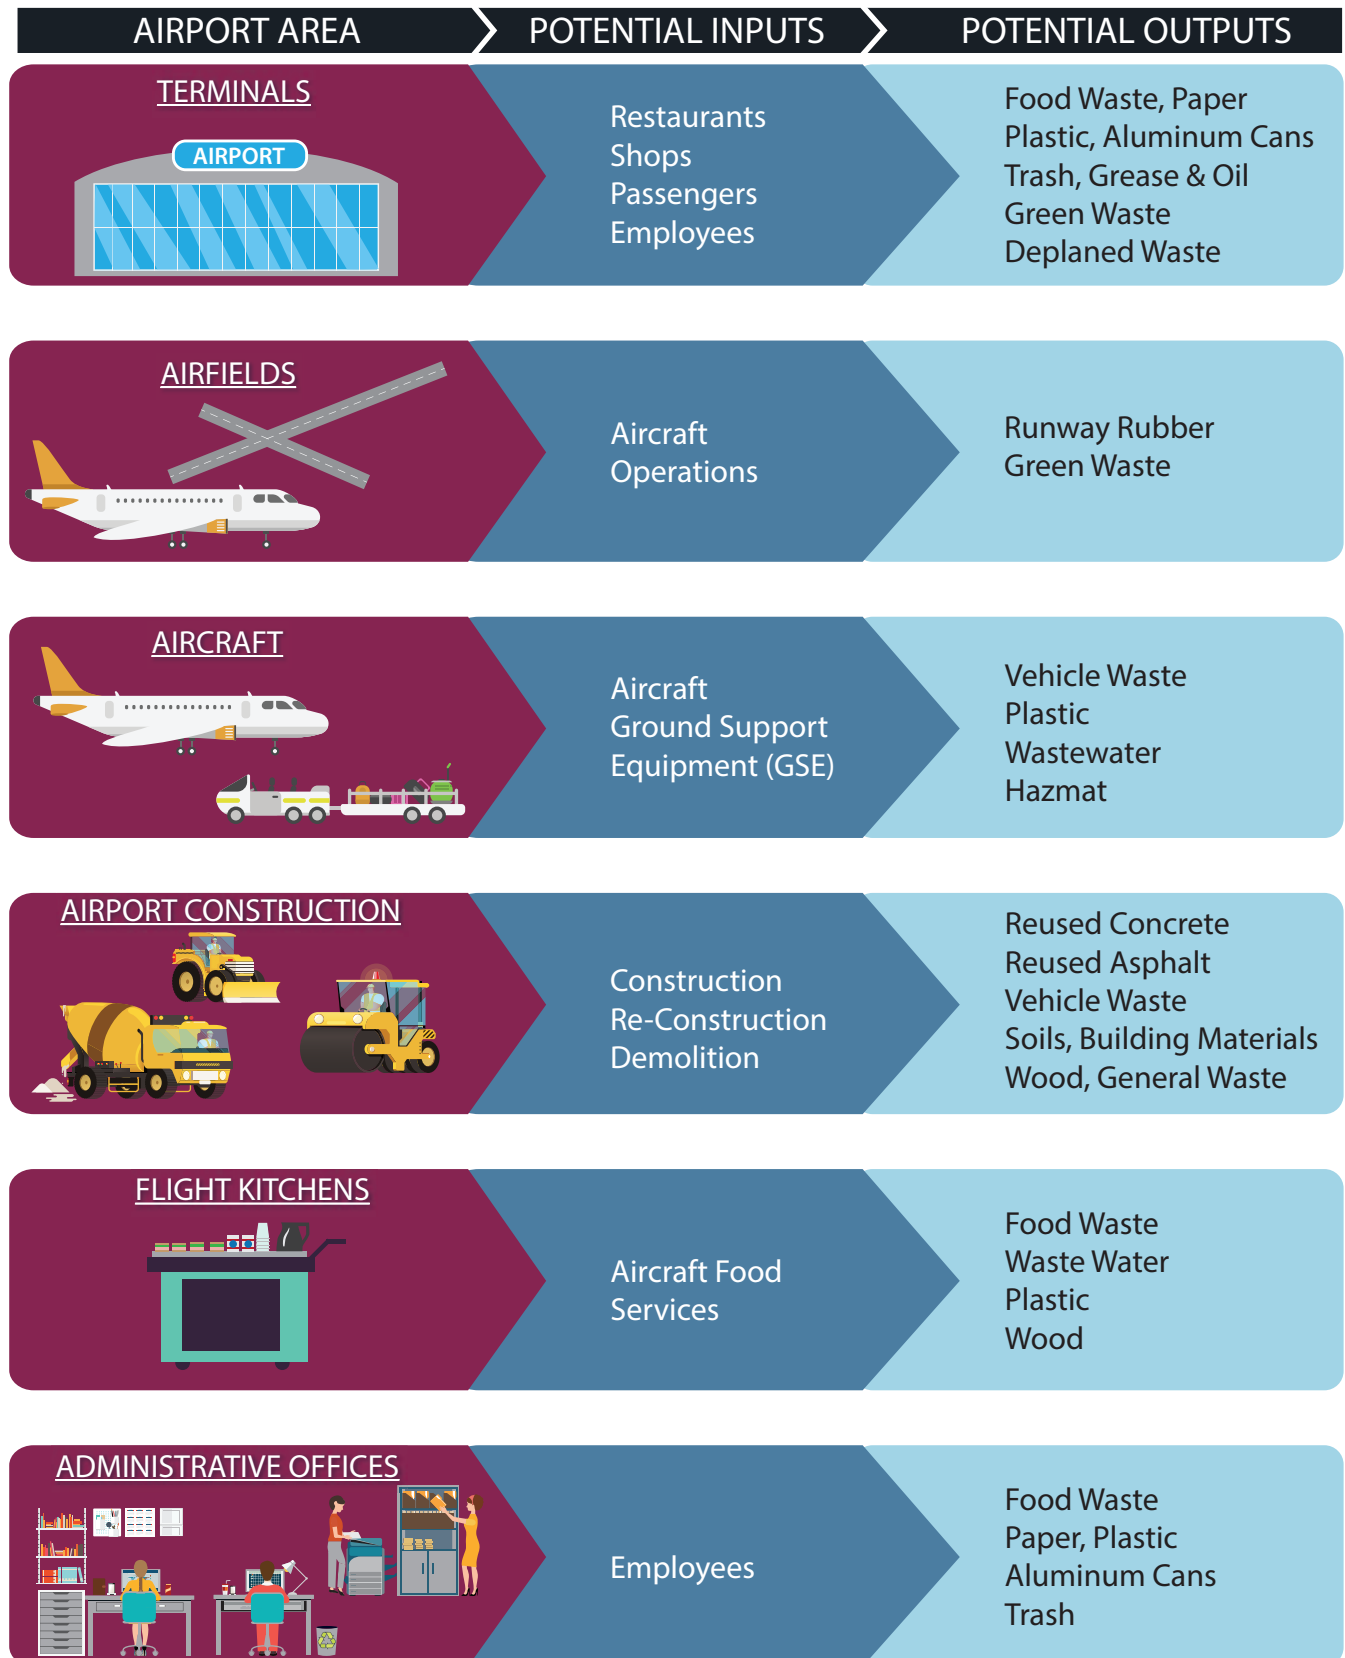 AIRPORT AREA
POTENTIAL INPUTS
POTENTIAL OUTPUTS
TERMINALS
AIRPORT
Restaurants
Shops
Passengers
Employees
Food Waste, Paper
Plastic, Aluminum Cans
Trash, Grease & Oil
Green Waste
Deplaned Waste
AIRFIELDS
Aircraft
Operations
Runway Rubber
Green Waste
AIRCRAFT
Aircraft
Ground Support
Equipment (GSE)
Vehicle Waste
Plastic
Wastewater
Hazmat
AIRPORT CONSTRUCTION
Construction
Re-Construction
Demolition
Reused Concrete
Reused Asphalt
Vehicle Waste
Soils, Building Materials
Wood, General Waste
FLIGHT KITCHENS
Aircraft Food
Services
Food Waste
Waste Water
Plastic
Wood
ADMINISTRATIVE OFFICES
Employees
Food Waste
Paper, Plastic
Aluminum Cans
Trash